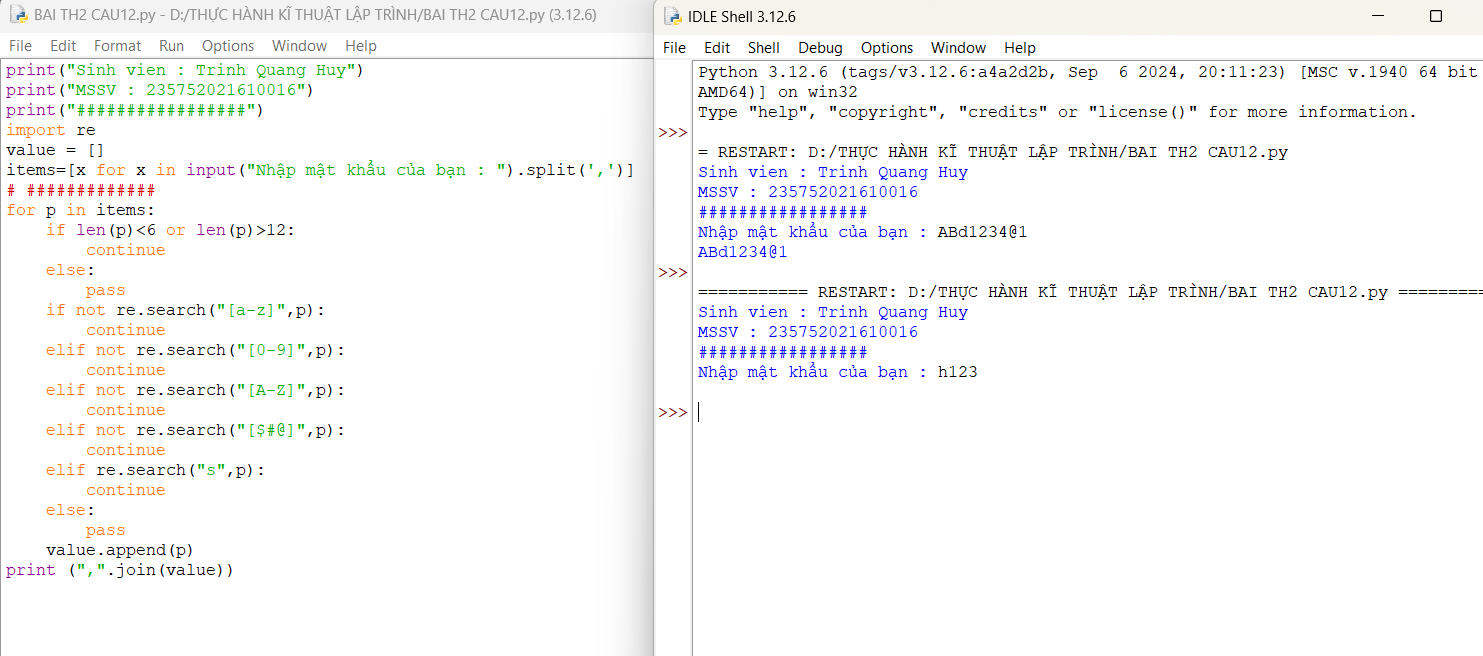 BAI TH2 CAU12.py - D:/THỰC HÀNH KĨ THUẬT LẬP TRÌNH/BAI TH2 CAU12.py (3.12.6)
File Edit Format Run Options Window Help
print("Sinh vien : Trinh Quang Huy")
print("MSSV : 235752021610016")
print("#################")
import re
value = []
items=[x for x in input("Nhập mật khẩu của bạn : ").split(',')]
# #############
for p in items:
    if len(p)<6 or len(p)>12:
        continue
    else:
        pass
    if not re.search("[a-z]",p):
        continue
    elif not re.search("[0-9]",p):
        continue
    elif not re.search("[A-Z]",p):
        continue
    elif not re.search("[$#@]",p):
        continue
    elif re.search("s",p):
        continue
    else:
        pass
    value.append(p)
print (",".join(value))
IDLE Shell 3.12.6
File Edit Shell Debug Options Window Help
Python 3.12.6 (tags/v3.12.6:a4a2d2b, Sep  6 2024, 20:11:23) [MSC v.1940 64 bit
AMD64)] on win32
Type "help", "copyright", "credits" or "license()" for more information.
>>>
= RESTART: D:/THỰC HÀNH KĨ THUẬT LẬP TRÌNH/BAI TH2 CAU12.py
Sinh vien : Trinh Quang Huy
MSSV : 235752021610016
#################
Nhập mật khẩu của bạn : ABd1234@1
ABd1234@1
>>>
=========== RESTART: D:/THỰC HÀNH KĨ THUẬT LẬP TRÌNH/BAI TH2 CAU12.py =========
Sinh vien : Trinh Quang Huy
MSSV : 235752021610016
#################
Nhập mật khẩu của bạn : h123
>>>